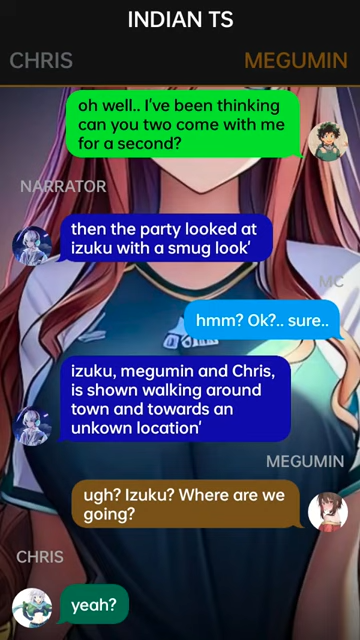 INDIAN TS
CHRIS MEGUMIN
oh well.. I've been thinking
can you two come with me
for a second?
NARRATOR
then the party looked at
izuku with a smug look'
MC
hmm? Ok?.. sure..
izuku, megumin and Chris,
is shown walking around
town and towards an
unkown location'
MEGUMIN
ugh? Izuku? Where are we
going?
CHRIS
yeah?